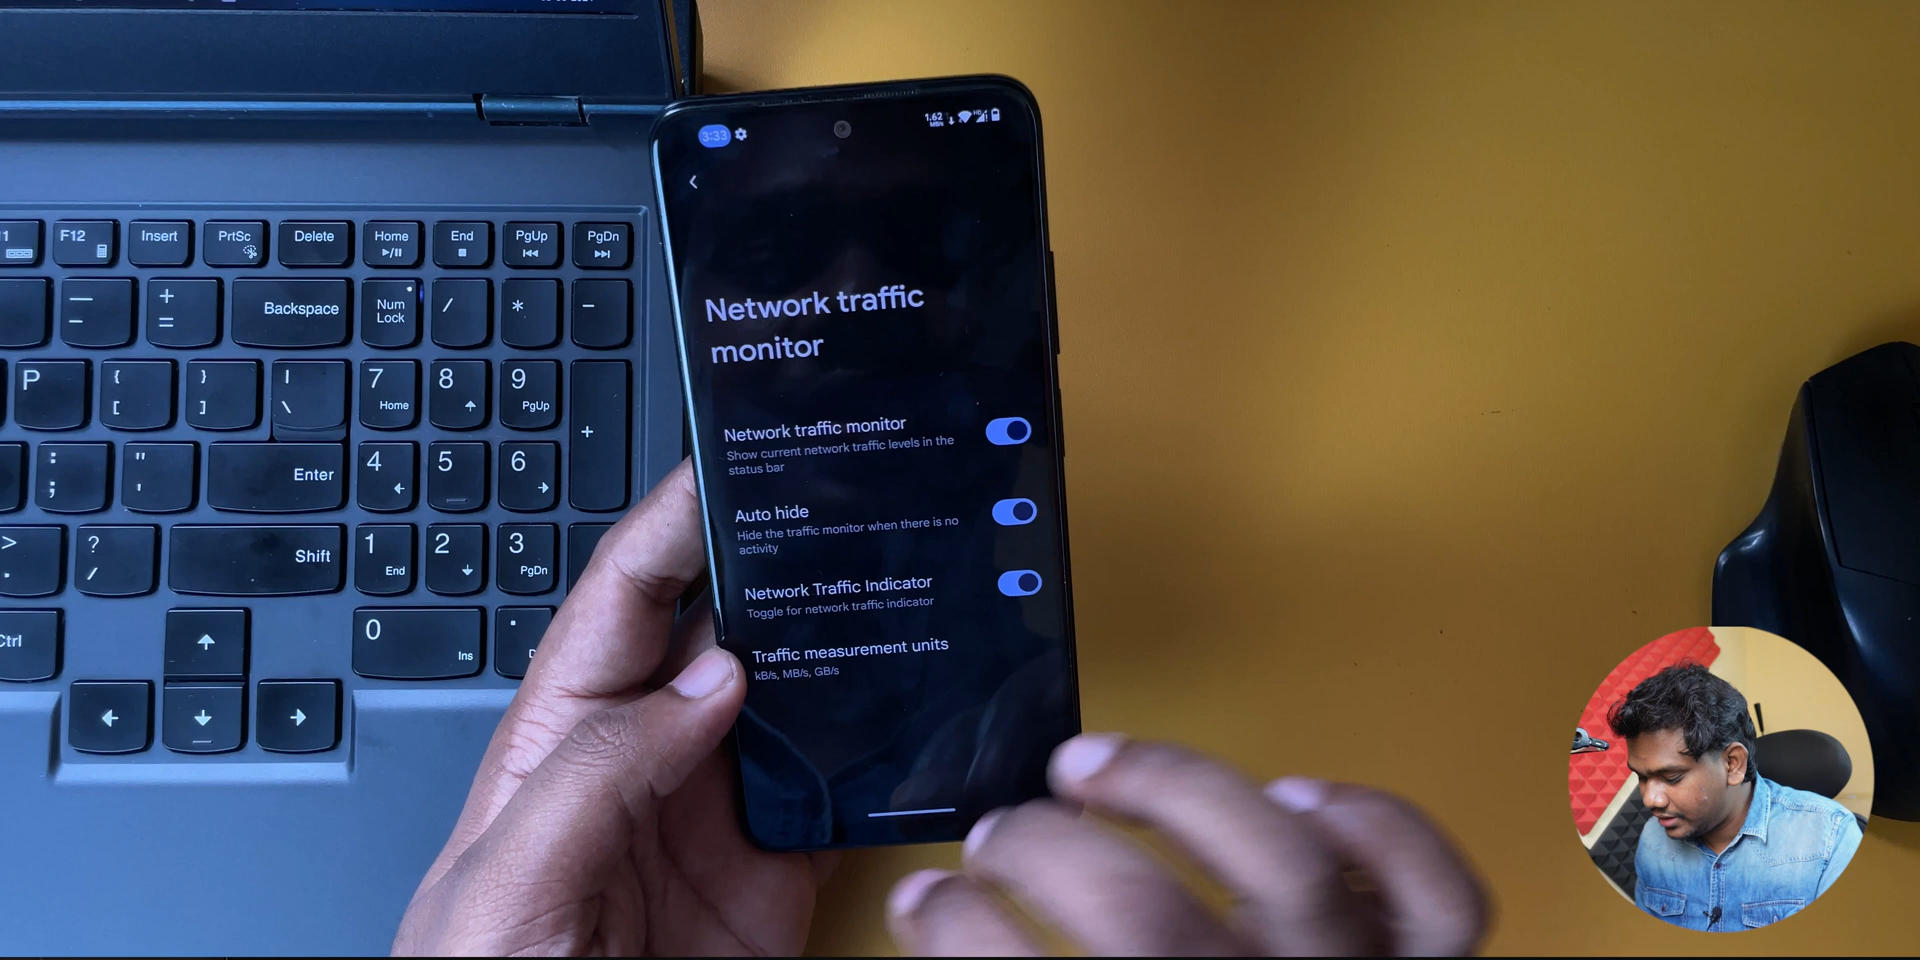 F12
Insert
PrtSc
Delete
Home
End
PgUp
PgDn
Backspace
Num
Lock
/
*
-
+
=
P
{
[
}
]
|
\
7
Home
8
9
PgUp
+
:
;
"
'
Enter
4
5
6
>
.
?
/
Shift
1
End
2
3
PgDn
Ctrl
0
Ins
.
3:33
1.62
MB/s
HD
Network traffic
monitor
Network traffic monitor
Show current network traffic levels in the
status bar
Auto hide
Hide the traffic monitor when there is no
activity
Network Traffic Indicator
Toggle for network traffic indicator
Traffic measurement units
kB/s, MB/s, GB/s